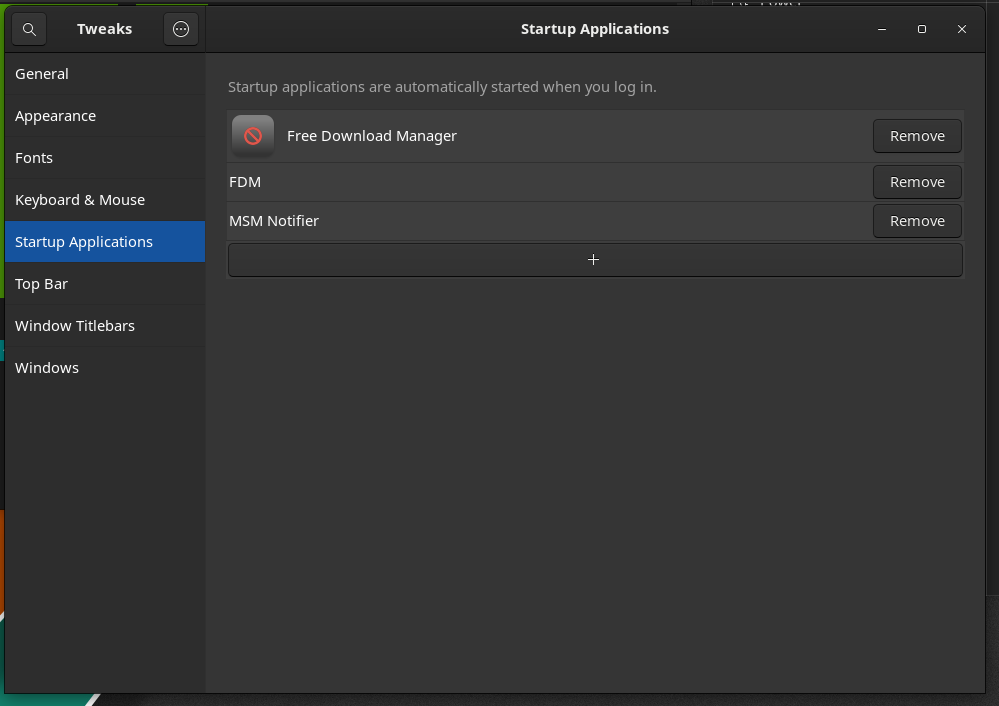 Tweaks
Startup Applications
General
Appearance
Fonts
Keyboard & Mouse
Startup Applications
Top Bar
Window Titlebars
Windows
Startup applications are automatically started when you log in.
Free Download Manager
Remove
FDM
Remove
MSM Notifier
Remove